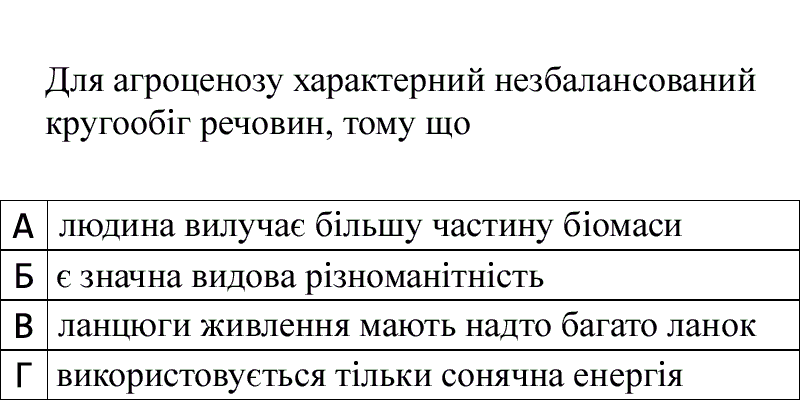 Для агроценозу характерний незбалансований
кругообіг речовин, тому що
А людина вилучає більшу частину біомаси
Б є значна видова різноманітність
В ланцюги живлення мають надто багато ланок
Г використовується тільки сонячна енергія